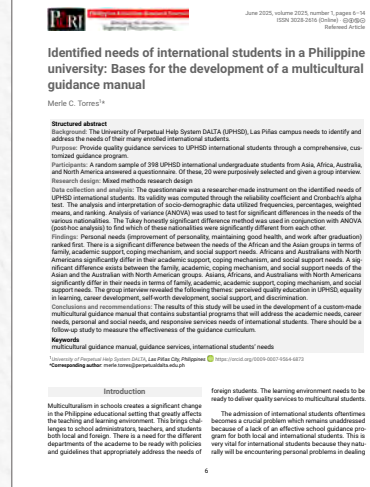 PCRI
June 2025, volume 2025, number 1, pages 6–14
ISSN 3028-2616 (Online)
Refereed Article
Identified needs of international students in a Philippine
university: Bases for the development of a multicultural
guidance manual
Merle C. Torres¹*
Structured abstract
Background: The University of Perpetual Help System DALTA (UPHSD), Las Piñas campus needs to identify and
address the needs of their many enrolled international students.
Purpose: Provide quality guidance services to UPHSD international students through a comprehensive, cus-
tomized guidance program.
Participants: A random sample of 398 UPHSD international undergraduate students from Asia, Africa, Australia,
and North America answered a questionnaire. Of these, 20 were purposively selected and given a group interview.
Research design: Mixed methods research design
Data collection and analysis: The questionnaire was a researcher-made instrument on the identified needs of
UPHSD international students. Its validity was computed through the reliability coefficient and Cronbach's alpha
test. The analysis and interpretation of socio-demographic data utilized frequencies, percentages, weighted
means, and ranking. Analysis of variance (ANOVA) was used to test for significant differences in the needs of the
various nationalities. The Tukey honestly significant difference method was used in conjunction with ANOVA
(post-hoc analysis) to find which of these nationalities were significantly different from each other.
Findings: Personal needs (improvement of personality, maintaining good health, and work after graduation)
ranked first. There is a significant difference between the needs of the African and the Asian groups in terms of
family, academic support, coping mechanism, and social support needs. Africans and Australians with North
Americans significantly differ in their academic support, coping mechanism, and social support needs. A sig-
nificant difference exists between the family, academic, coping mechanism, and social support needs of the
Asian and the Australian with North American groups. Asians, Africans, and Australians with North Americans
significantly differ in their needs in terms of family, academic, academic support, coping mechanism, and social
support needs. The group interview revealed the following themes: perceived quality education in UPHSD, equality
in learning, career development, self-worth development, social support, and discrimination.
Conclusions and recommendations: The results of this study will be used in the development of a custom-made
multicultural guidance manual that contains substantial programs that will address the academic needs, career
needs, personal and social needs, and responsive services needs of international students. There should be a
follow-up study to measure the effectiveness of the guidance curriculum.
Keywords
multicultural guidance manual, guidance services, international students' needs
¹University of Perpetual Help System DALTA, Las Piñas City, Philippines https://orcid.org/0009-0007-9564-6873
*Corresponding author: merle.torres@perpetualdalta.edu.ph
Introduction
Multiculturalism in schools creates a significant change
in the Philippine educational setting that greatly affects
the teaching and learning environment. This brings chal-
lenges to school administrators, teachers, and students
both local and foreign. There is a need for the different
departments of the academe to be ready with policies
and guidelines that appropriately address the needs of
foreign students. The learning environment needs to be
ready to deliver quality services to multicultural students.
The admission of international students oftentimes
becomes a crucial problem which remains unaddressed
because of a lack of an effective school guidance pro-
gram for both local and international students. This is
very vital for international students because they natu-
rally will be encountering personal problems in dealing
6